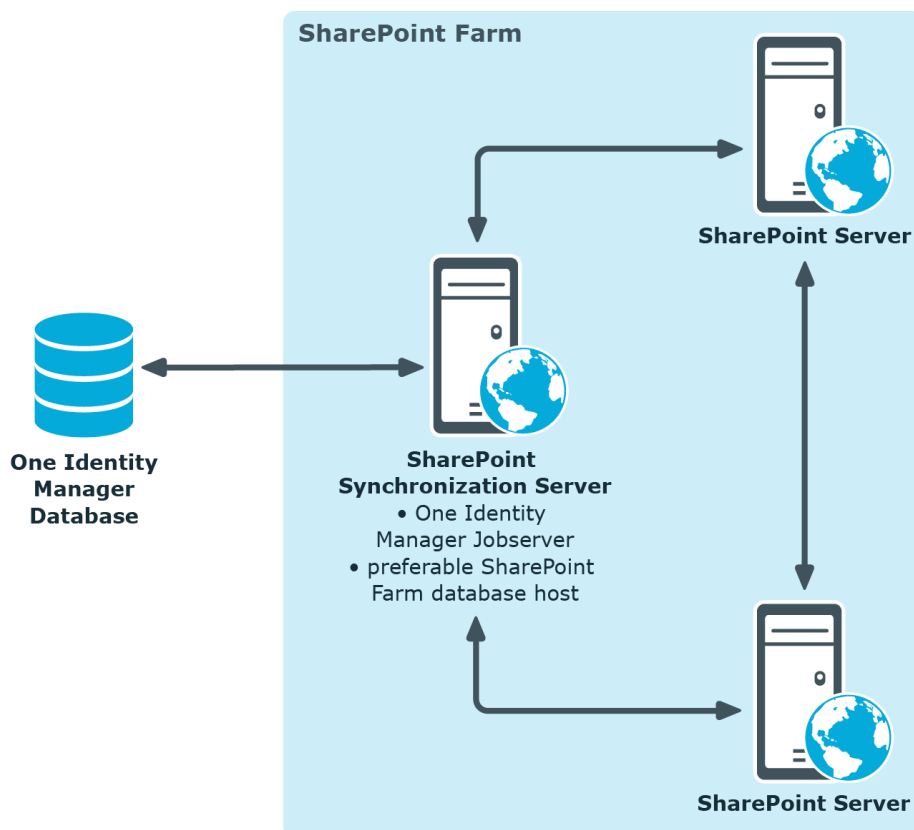 SharePoint Farm
SharePoint Server
One Identity
Manager
Database
SharePoint
Synchronization Server
• One Identity
Manager Jobserver
• preferable SharePoint
Farm database host
SharePoint Server